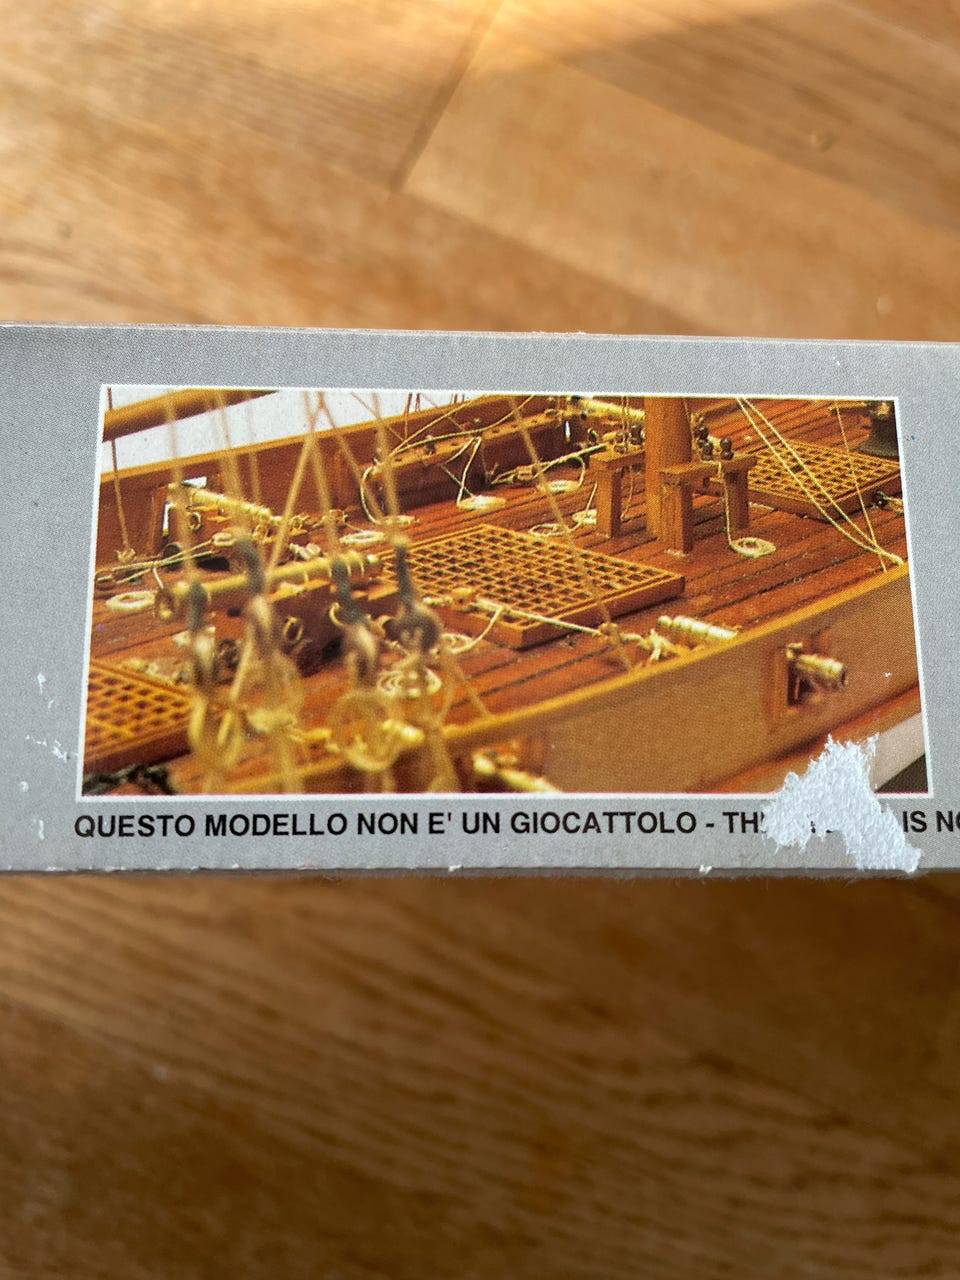 QUESTO MODELLO NON E' UN GIOCATTOLO - IS